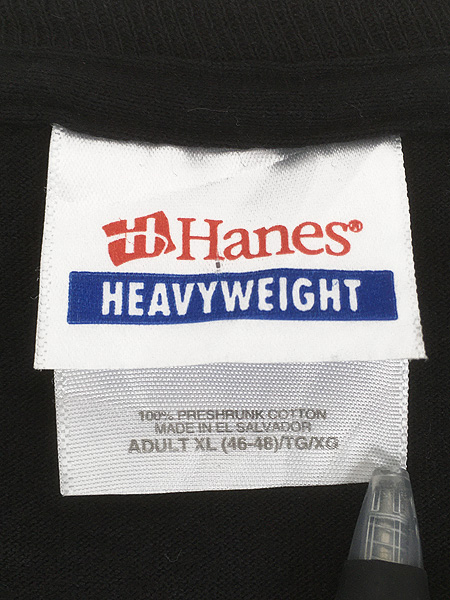 Hanes®
HEAVYWEIGHT
100% PRESHRUNK COTTON
MADE IN EL SALVADOR
ADULT XL (46-48)/TG/XG